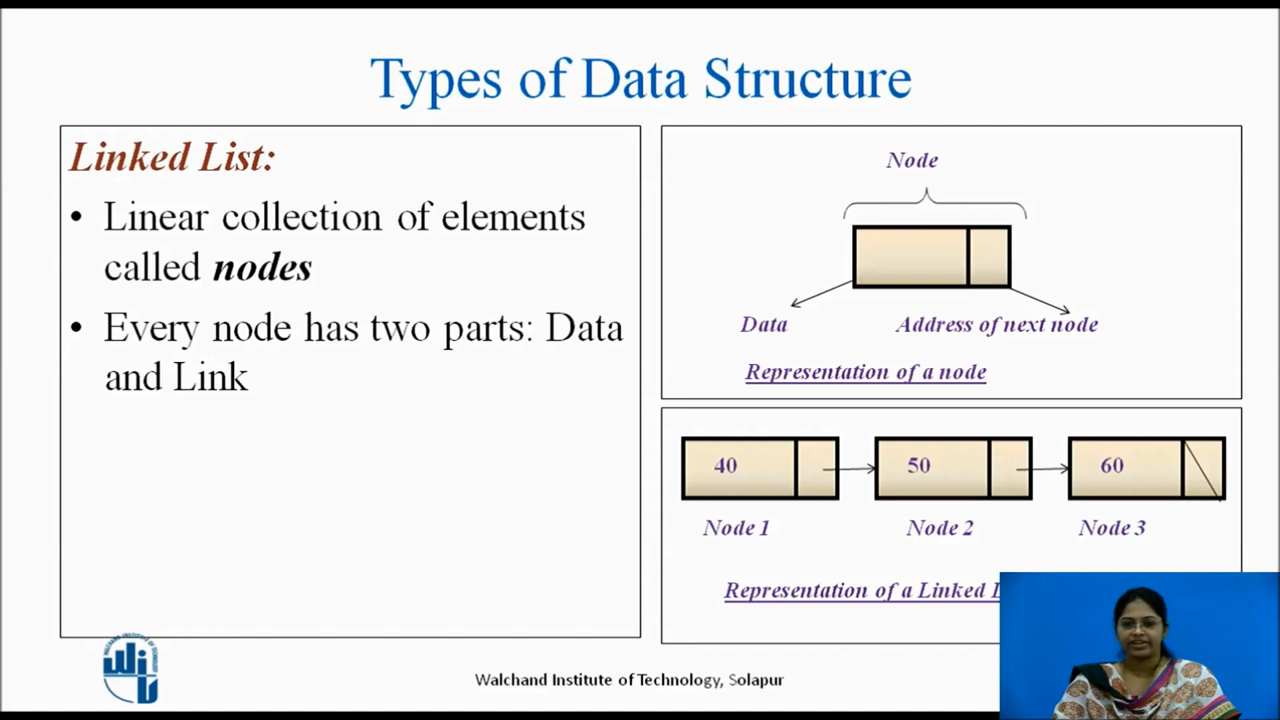 Types of Data Structure
Linked List:
• Linear collection of elements
called nodes
• Every node has two parts: Data
and Link
Node
Data
Address of next node
Representation of a node
40
50
60
Node 1
Node 2
Node 3
Representation of a Linked
Walchand Institute of Technology, Solapur